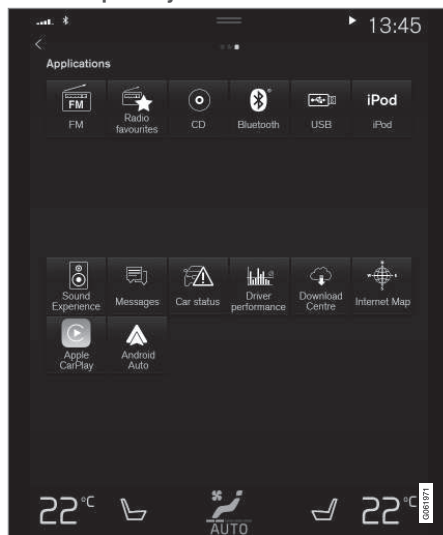 13:45
Applications
FM
FM
Radio
favourites
CD
Bluetooth
USB
iPod
iPod
Sound
Experience
Messages
Car status
Driver
performance
Download
Centre
Internet Map
Apple
CarPlay
Android
Auto
22°C
AUTO
22°C
G061971